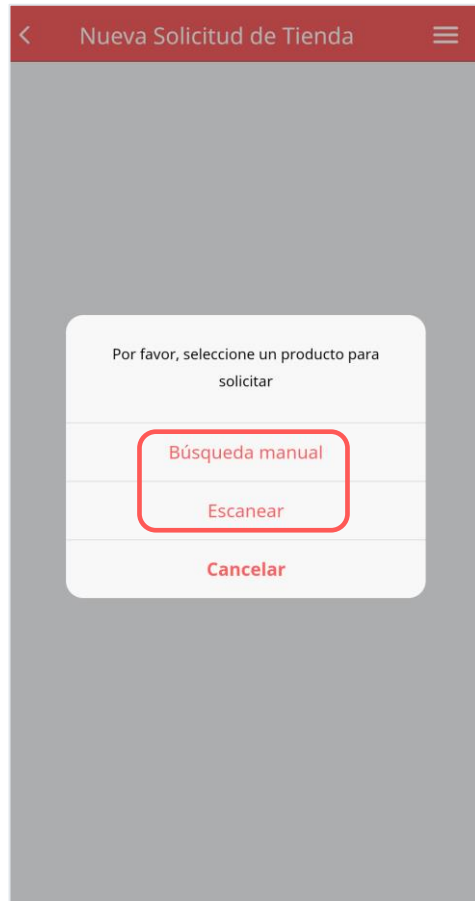 Nueva Solicitud de Tienda
Por favor, seleccione un producto para
solicitar
Búsqueda manual
Escanear
Cancelar